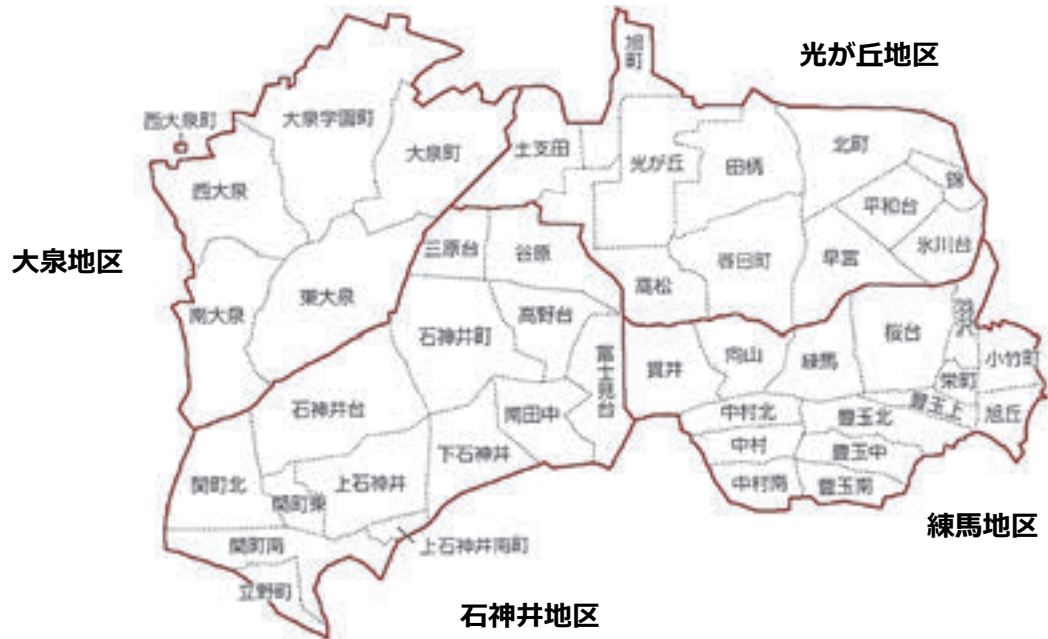 旭町
光が丘地区
西大泉町
大泉学園町
大泉町
土支田
光が丘
田柄
北町
錦
平和台
西大泉
三原台
谷原
氷川台
春日町
早宮
大泉地区
東大泉
高松
南大泉
石神井町
高野台
富士見台
貫井
向山
練馬
桜台
羽沢
小竹町
栄町
石神井台
南田中
中村北
豊玉北
豊玉上
旭丘
下石神井
中村
豊玉中
関町北
上石神井
関町東
中村南
豊玉南
関町南
上石神井南町
練馬地区
立野町
石神井地区